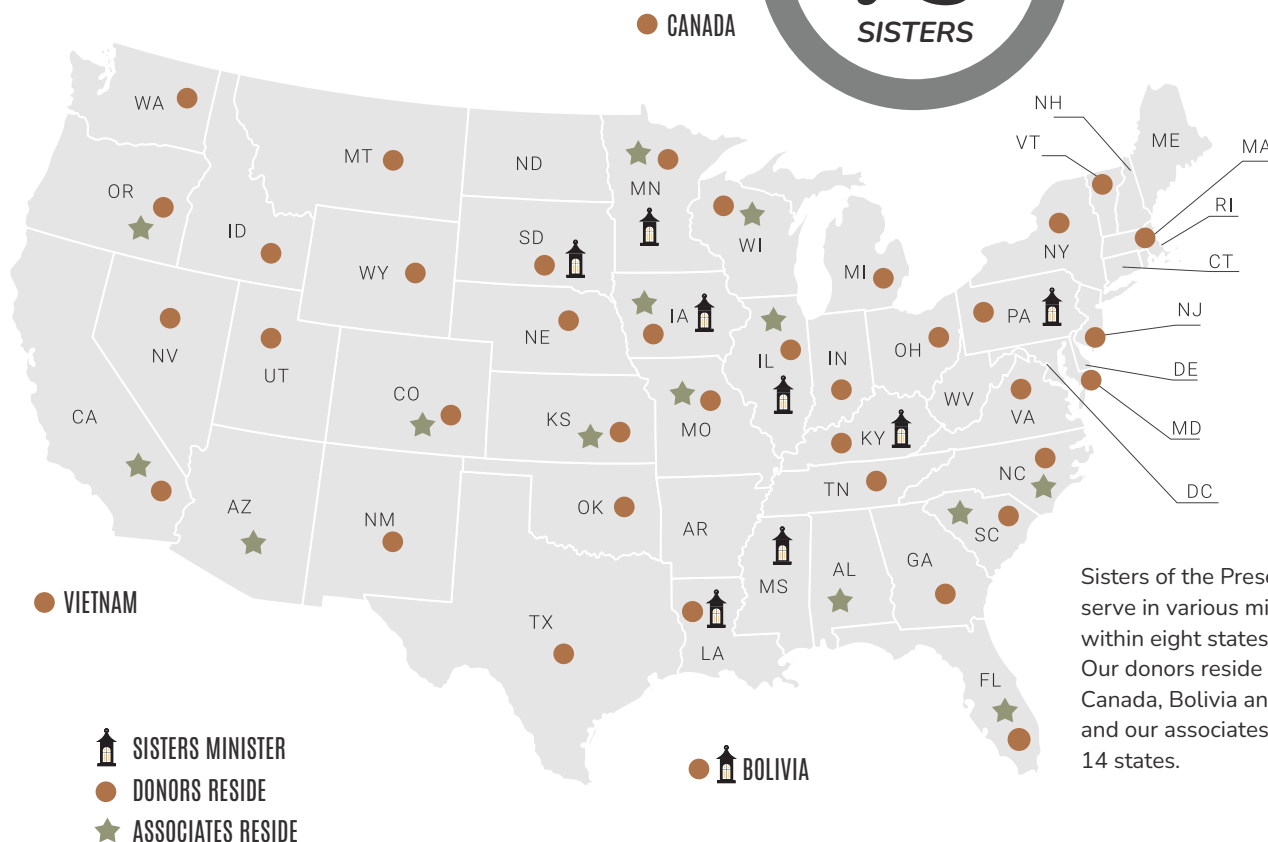 CANADA
SISTERS
WA
MT
ND
MN
NH
VT
ME
MA
OR
ID
SD
WI
RI
WY
MI
NY
CT
NV
UT
NE
IA
IL
IN
OH
PA
NJ
DE
CA
CO
KS
MO
WV
VA
KY
MD
AZ
NM
OK
AR
TN
NC
DC
SC
MS
AL
GA
TX
LA
FL
VIETNAM
BOLIVIA
SISTERS MINISTER
DONORS RESIDE
ASSOCIATES RESIDE
Sisters of the
serve in various
within eight states
Our donors reside
Canada, Bolivia
and our associates
14 states.